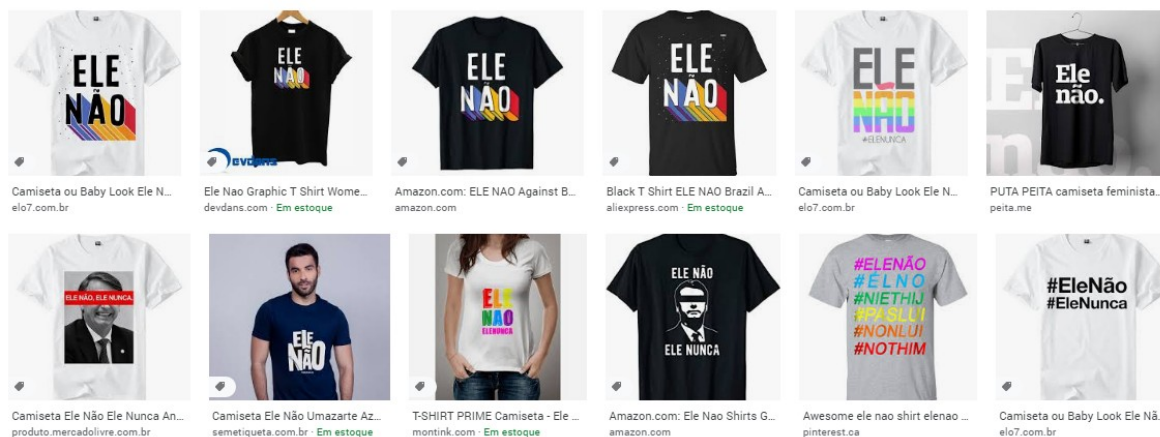 ELE
NÃO
ELE
NÃO
devdans
ELE
NÃO
ELE
NÃO
ELE
NÃO
#ELENUNCA
Ele
não.
Camiseta ou Baby Look Ele N...
elo7.com.br
Ele Nao Graphic T Shirt Wome...
devdans.com · Em estoque
Amazon.com: ELE NAO Against B...
amazon.com
Black T Shirt ELE NAO Brazil A...
aliexpress.com · Em estoque
Camiseta ou Baby Look Ele N...
elo7.com.br
PUTA PEITA camiseta feminista...
peita.me
ELE NÃO, ELE NUNCA.
ELE
NÃO
ELE
NAO
ELENUNCA
ELE NÃO
ELE NUNCA
#ELENÃO
#ÉLNO
#NIETHIJ
#PASLUI
#NONLUI
#NOTHIM
#EleNão
#EleNunca
Camiseta Ele Não Ele Nunca An...
produto.mercadolivre.com.br
Camiseta Ele Não Umazarte Az...
semetiqueta.com.br · Em estoque
T-SHIRT PRIME Camiseta - Ele ...
montink.com · Em estoque
Amazon.com: Ele Nao Shirts G...
amazon.com
Awesome ele nao shirt elenao ...
pinterest.ca
Camiseta ou Baby Look Ele Nã...
elo7.com.br